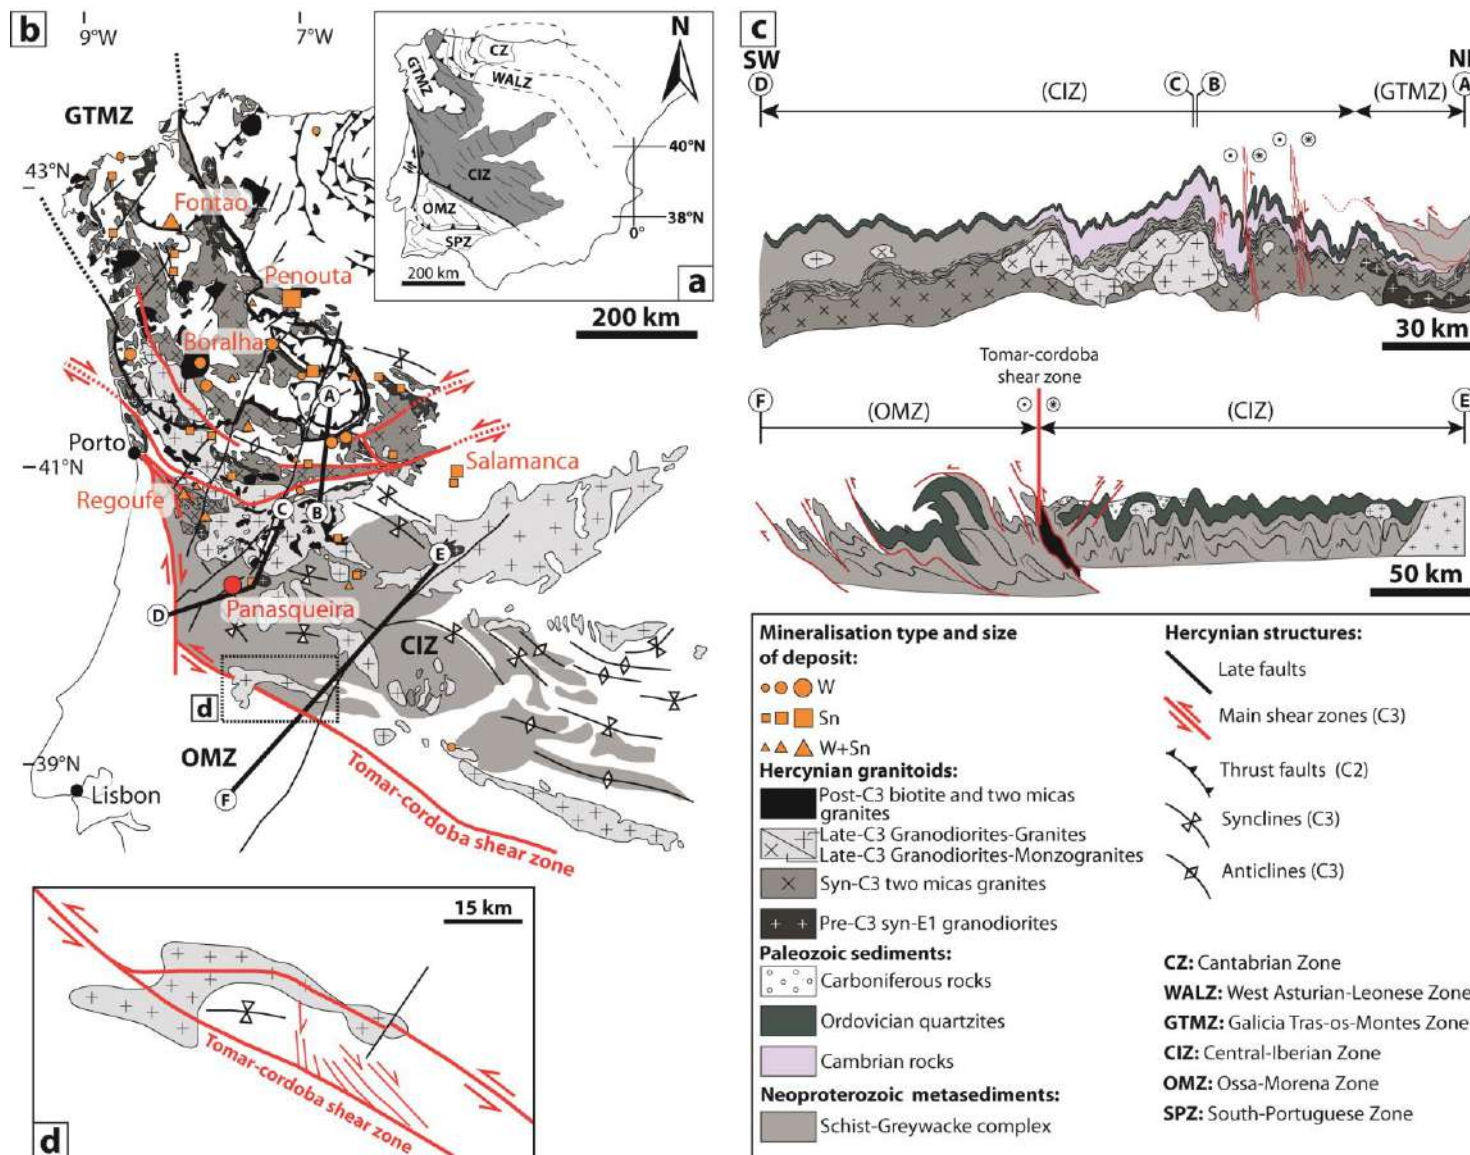 b
9°W
7°W
GTMZ
43°N
Fontao
Penouta
200 km
Boralha
A
Porto
41°N
Salamanca
Regoufe
C
B
E
D
Panasqueira
CIZ
d
OMZ
39°N
F
Lisbon
Tomar-cordoba shear zone
N
CZ
WALZ
GTMZ
40°N
CIZ
OMZ
38°N
SPZ
0°
200 km
a
c
SW
D
(CIZ)
C
B
(GTMZ)
A
30 km
Tomar-cordoba
shear zone
F
(OMZ)
(CIZ)
E
50 km
15 km
Tomar-cordoba shear zone
d
Mineralisation type and size
of deposit:
W
Sn
W+Sn
Hercynian granitoids:
Post-C3 biotite and two micas
granites
Late-C3 Granodiorites-Granites
Late-C3 Granodiorites-Monzogranites
Syn-C3 two micas granites
Pre-C3 syn-E1 granodiorites
Paleozoic sediments:
Carboniferous rocks
Ordovician quartzites
Cambrian rocks
Neoproterozoic metasediments:
Schist-Greywacke complex
Hercynian structures:
Late faults
Main shear zones (C3)
Thrust faults (C2)
Synclines (C3)
Anticlines (C3)
CZ: Cantabrian Zone
WALZ: West Asturian-Leonese Zone
GTMZ: Galicia Tras-os-Montes Zone
CIZ: Central-Iberian Zone
OMZ: Ossa-Morena Zone
SPZ: South-Portuguese Zone